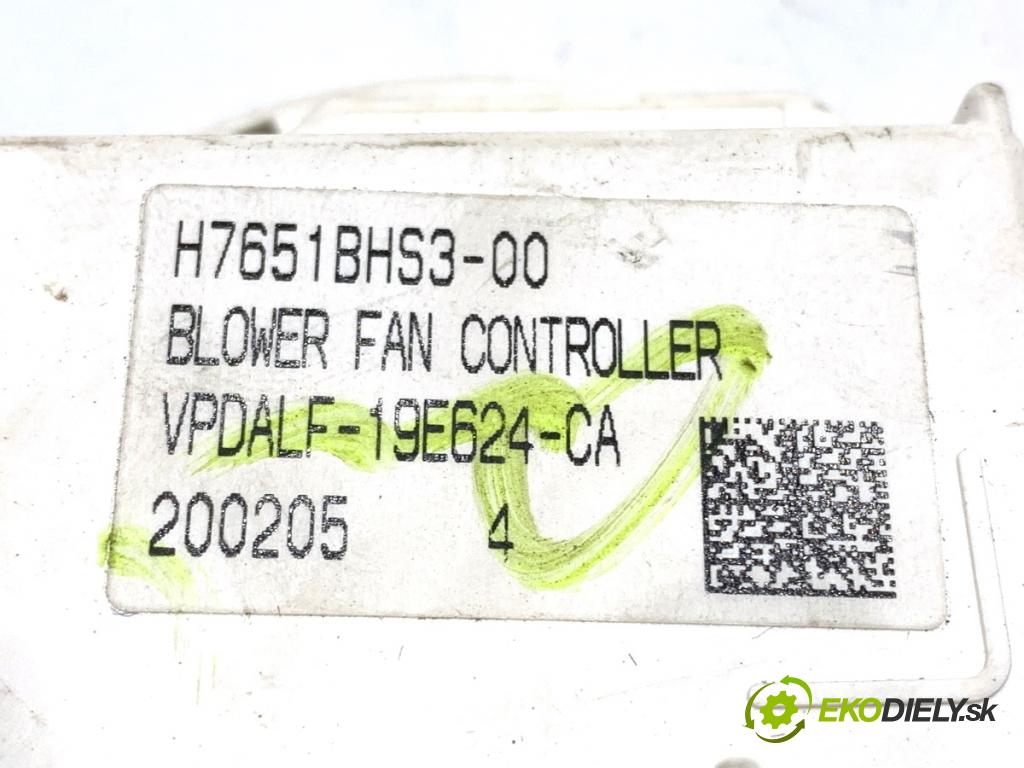 H7651BHS3-00
BLOWER FAN CONTROLLER
VPDALF-19E624-CA
200205 4
EKODIELY.sk